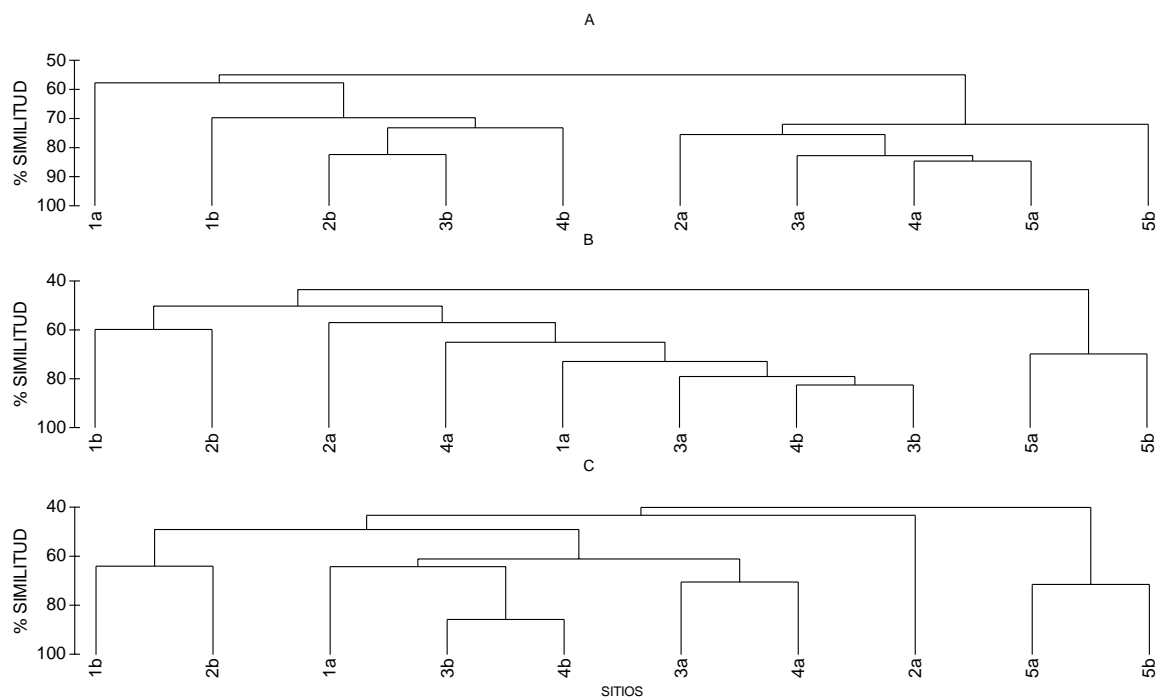 A
% SIMILITUD
50
60
70
80
90
100
1a 1b 2b 3b 4b 2a 3a 4a 5a 5b
B
% SIMILITUD
40
60
80
100
1b 2b 2a 4a 1a 3a 4b 3b 5a 5b
C
% SIMILITUD
40
60
80
100
1b 2b 1a 3b 4b 3a 4a 2a 5a 5b
SITIOS